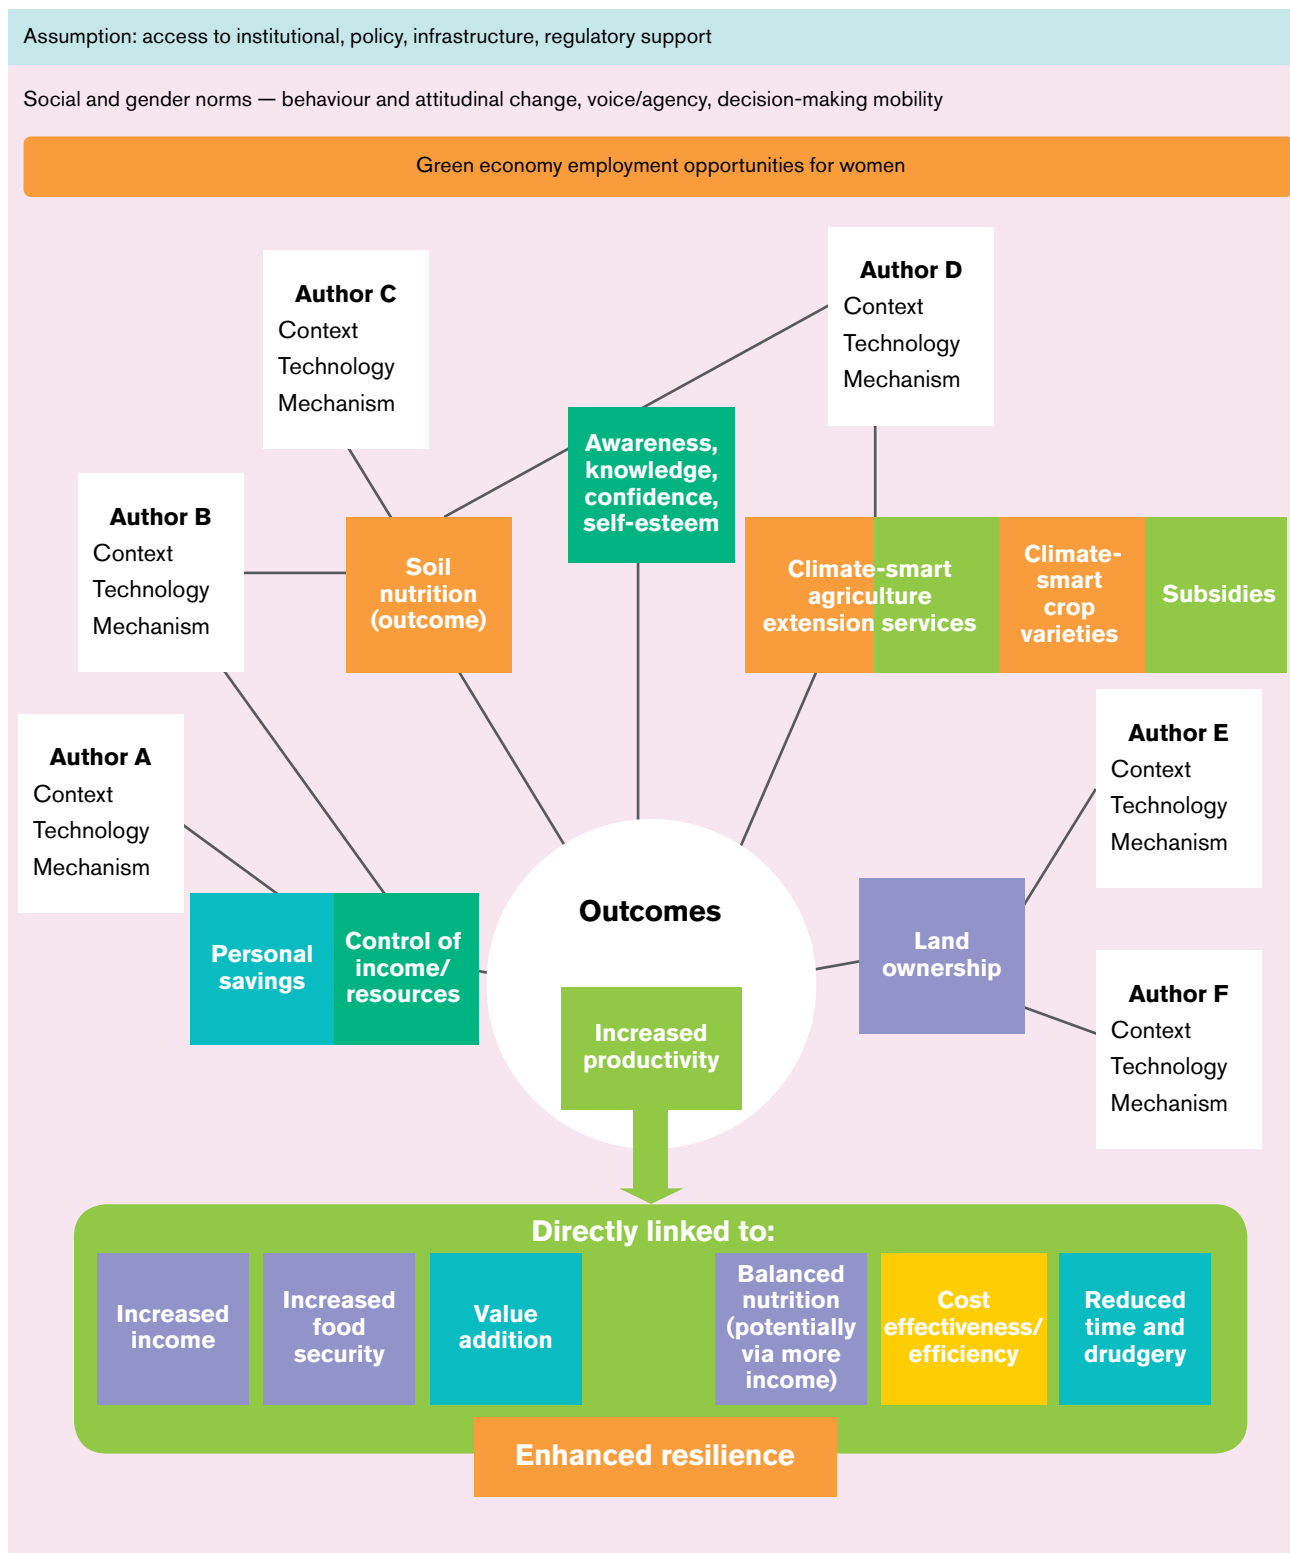 Assumption: access to institutional, policy, infrastructure, regulatory support
Social and gender norms — behaviour and attitudinal change, voice/agency, decision-making mobility
Green economy employment opportunities for women
Author C
Context
Technology
Mechanism
Author D
Context
Technology
Mechanism
Awareness,
knowledge,
confidence,
self-esteem
Author B
Context
Technology
Mechanism
Soil
nutrition
(outcome)
Climate-smart
agriculture
extension services
Climate-
smart
crop
varieties
Subsidies
Author A
Context
Technology
Mechanism
Author E
Context
Technology
Mechanism
Personal
savings
Control of
income/
resources
Outcomes
Increased
productivity
Land
ownership
Author F
Context
Technology
Mechanism
Directly linked to:
Increased
income
Increased
food
security
Value
addition
Balanced
nutrition
(potentially
via more
income)
Cost
effectiveness/
efficiency
Reduced
time and
drudgery
Enhanced resilience